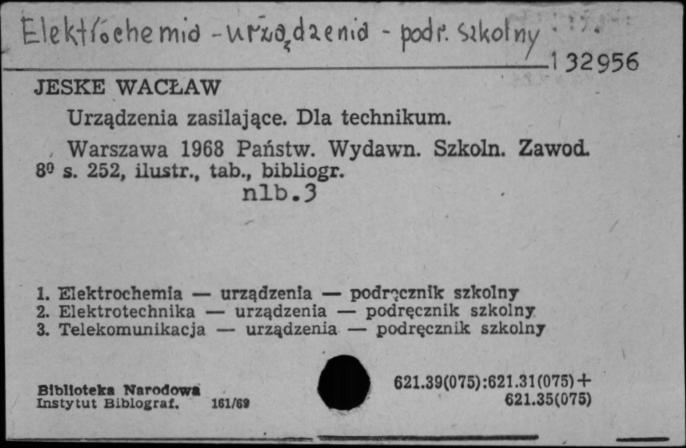 Elektrochemia - urządzenia - podr. szkolny
132956
JESKE WACŁAW
Urządzenia zasilające. Dla technikum.
Warszawa 1968 Państw. Wydawn. Szkoln. Zawod.
8⁰ s. 252, ilustr., tab., bibliogr.
nlb.3
1. Elektrochemia — urządzenia — podręcznik szkolny
2. Elektrotechnika — urządzenia — podręcznik szkolny
3. Telekomunikacja — urządzenia — podręcznik szkolny
621.39(075):621.31(075)+
Biblioteka Narodowa
621.35(075)
Instytut Bibliograf. 161/69